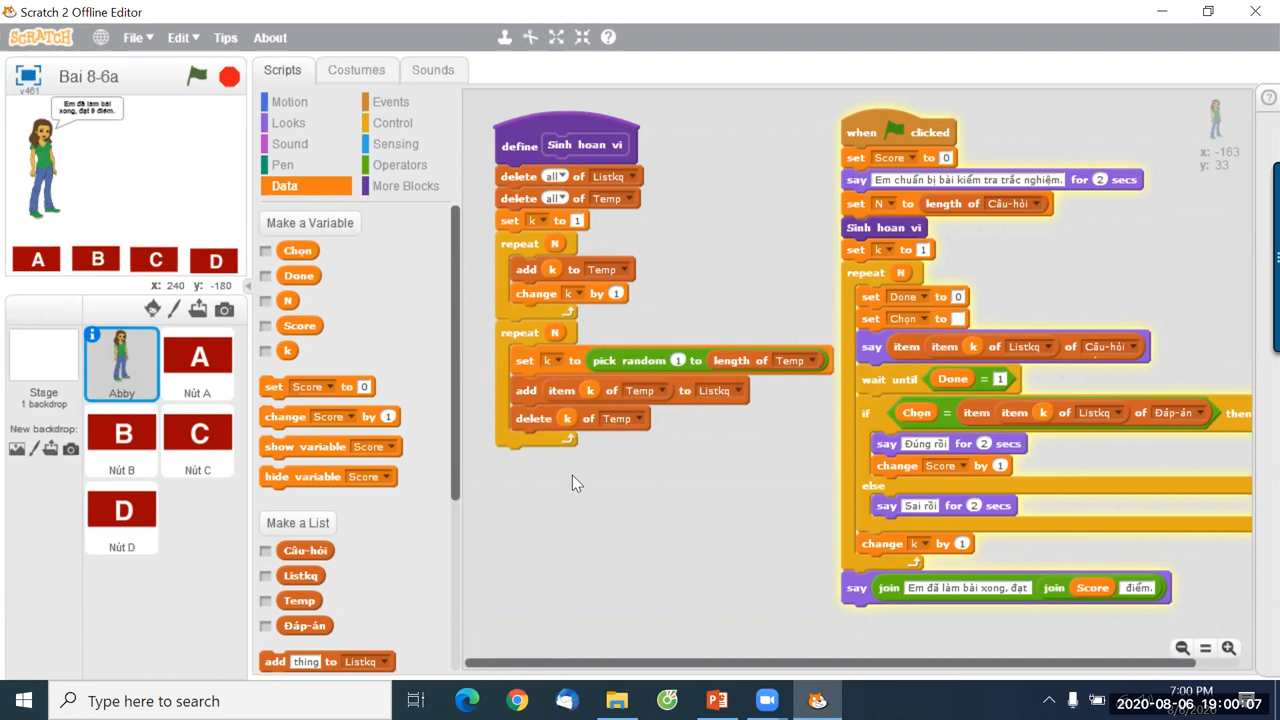 Scratch 2 Offline Editor
SCRATCH File Edit Tips About
Bai 8-6a
v461
Em đã làm bài
xong, đạt 9 điểm.
A B C D
x: 240 y: -180
Stage
1 backdrop
New backdrop:
Abby
A
Nút A
B
Nút B
C
Nút C
D
Nút D
Scripts Costumes Sounds
Motion Events
Looks Control
Sound Sensing
Pen Operators
Data More Blocks
Make a Variable
Chọn
Done
N
Score
k
set Score to 0
change Score by 1
show variable Score
hide variable Score
Make a List
Câu-hỏi
Listkq
Temp
Đáp-án
add thing to Listkq
define Sinh hoan vi
delete all of Listkq
delete all of Temp
set k to 1
repeat N
add k to Temp
change k by 1
repeat N
set k to pick random 1 to length of Temp
add item k of Temp to Listkq
delete k of Temp
when clicked
set Score to 0
say Em chuẩn bị bài kiểm tra trắc nghiệm. for 2 secs
set N to length of Câu-hỏi
Sinh hoan vi
set k to 1
repeat N
set Done to 0
set Chọn to
say item item k of Listkq of Câu-hỏi
wait until Done = 1
if Chọn = item item k of Listkq of Đáp-án then
say Đúng rồi for 2 secs
change Score by 1
else
say Sai rồi for 2 secs
change k by 1
say join Em đã làm bài xong, đạt join Score điểm.
x: -163
y: 33
Type here to search
7:00 PM
2020-08-06 19:00:07